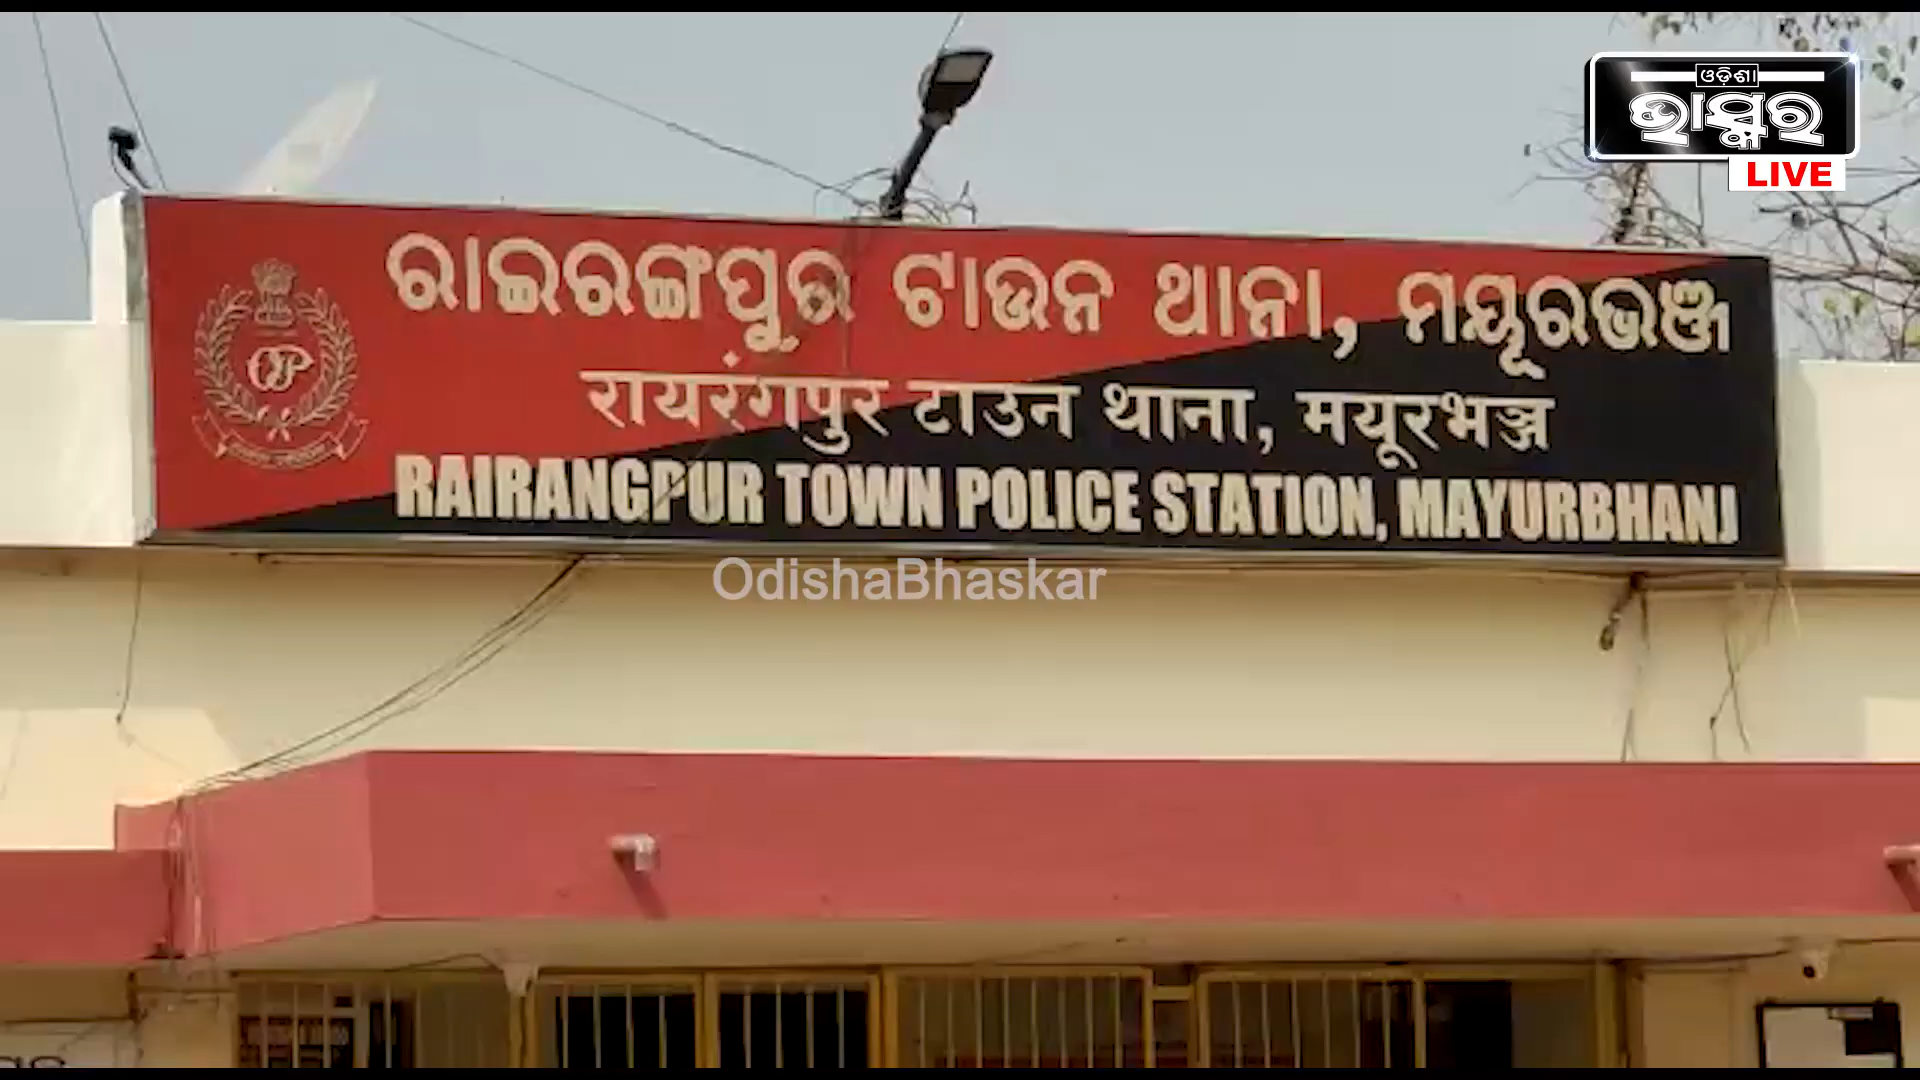 ଓଡ଼ିଶା
ଭାସ୍କର
LIVE
ରାଇରଙ୍ଗପୁର ଟାଉନ ଥାନା, ମୟୂରଭଞ୍ଜ
रायरंगपुर टाउन थाना, मयूरभञ्ज
RAIRANGPUR TOWN POLICE STATION, MAYURBHANJ
OdishaBhaskar